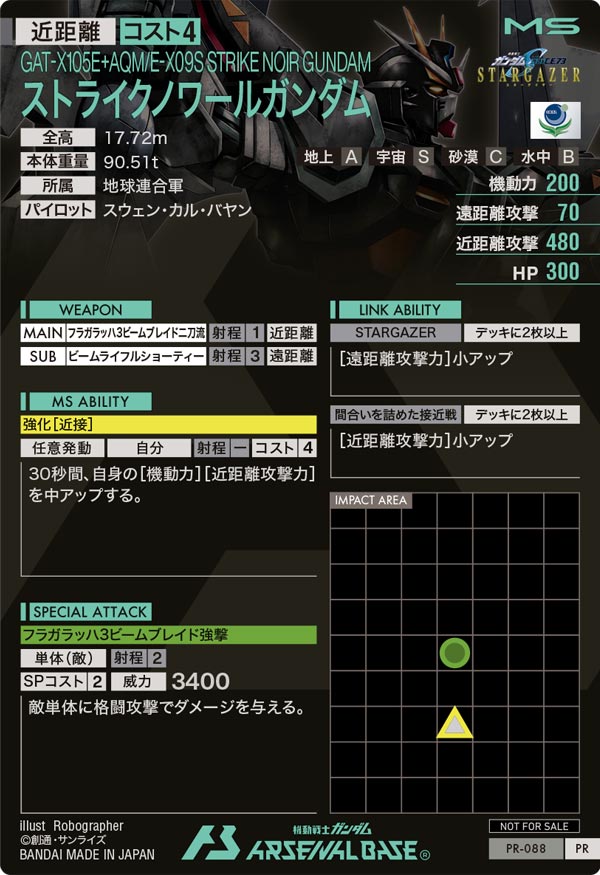 近距離 コスト4
MS
GAT-X105E+AQM/E-X09S STRIKE NOIR GUNDAM
ストライクノワールガンダム
STARGAZER
全高 17.72m
本体重量 90.51t
所属 地球連合軍
パイロット スウェン・カル・バヤン
地上 A 宇宙 S 砂漠 C 水中 B
機動力 200
遠距離攻撃 70
近距離攻撃 480
HP 300
WEAPON
MAIN フラガラッハ3ビームブレイド二刀流 射程 1 近距離
SUB ビームライフルショーティー 射程 3 遠距離
MS ABILITY
強化[近接]
任意発動 自分 射程 ー コスト 4
30秒間、自身の[機動力][近距離攻撃力]
を中アップする。
SPECIAL ATTACK
フラガラッハ3ビームブレイド強撃
単体(敵) 射程 2
SPコスト 2 威力 3400
敵単体に格闘攻撃でダメージを与える。
LINK ABILITY
STARGAZER デッキに2枚以上
[遠距離攻撃力]小アップ
間合いを詰めた接近戦 デッキに2枚以上
[近距離攻撃力]小アップ
IMPACT AREA
illust Robographer
©創通・サンライズ
BANDAI MADE IN JAPAN
機動戦士ガンダム
ARSENAL BASE®
NOT FOR SALE
PR-088 PR